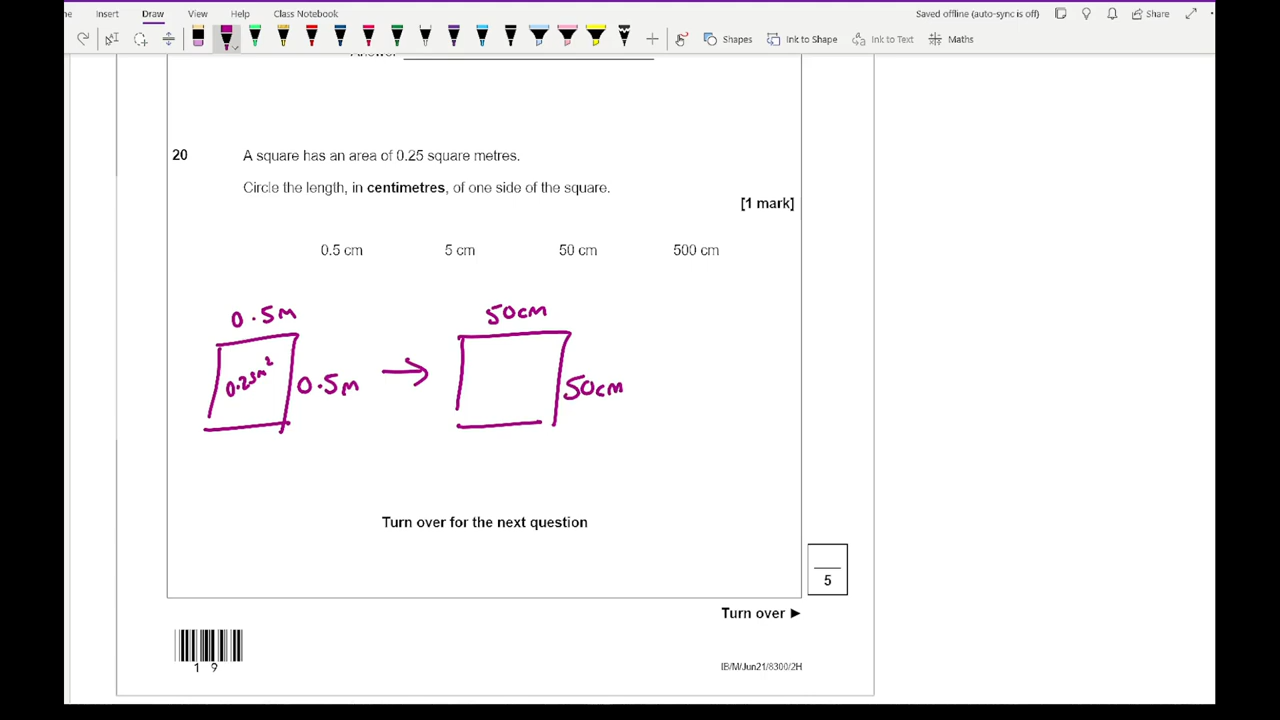 Insert Draw View Help Class Notebook Saved offline (auto-sync is off) Share
Shapes Ink to Shape Ink to Text Maths
20 A square has an area of 0.25 square metres.
Circle the length, in centimetres, of one side of the square.
[1 mark]
0.5 cm 5 cm 50 cm 500 cm
0.5m 50cm
0.25m² 0.5m 50cm
Turn over for the next question
5
Turn over ►
1 9
IB/M/Jun21/8300/2H